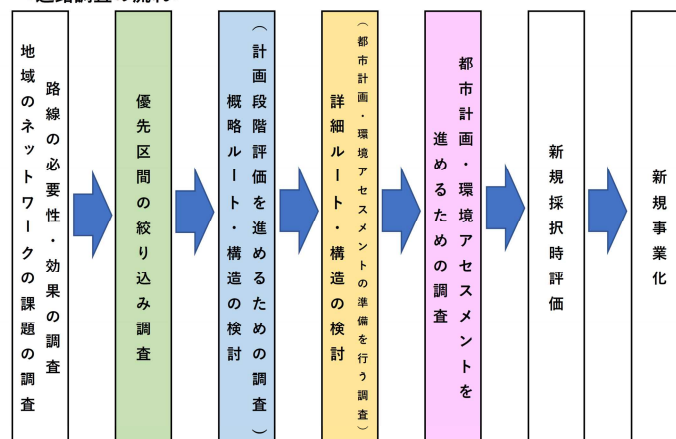 道路調査の流れ
路線の必要性・効果の調査
地域のネットワークの課題の調査
優先区間の絞り込み調査
（計画段階評価を進めるための調査）
概略ルート・構造の検討
（都市計画・環境アセスメントの準備を行う調査）
詳細ルート・構造の検討
都市計画・環境アセスメントを
進めるための調査
新規採択時評価
新規事業化